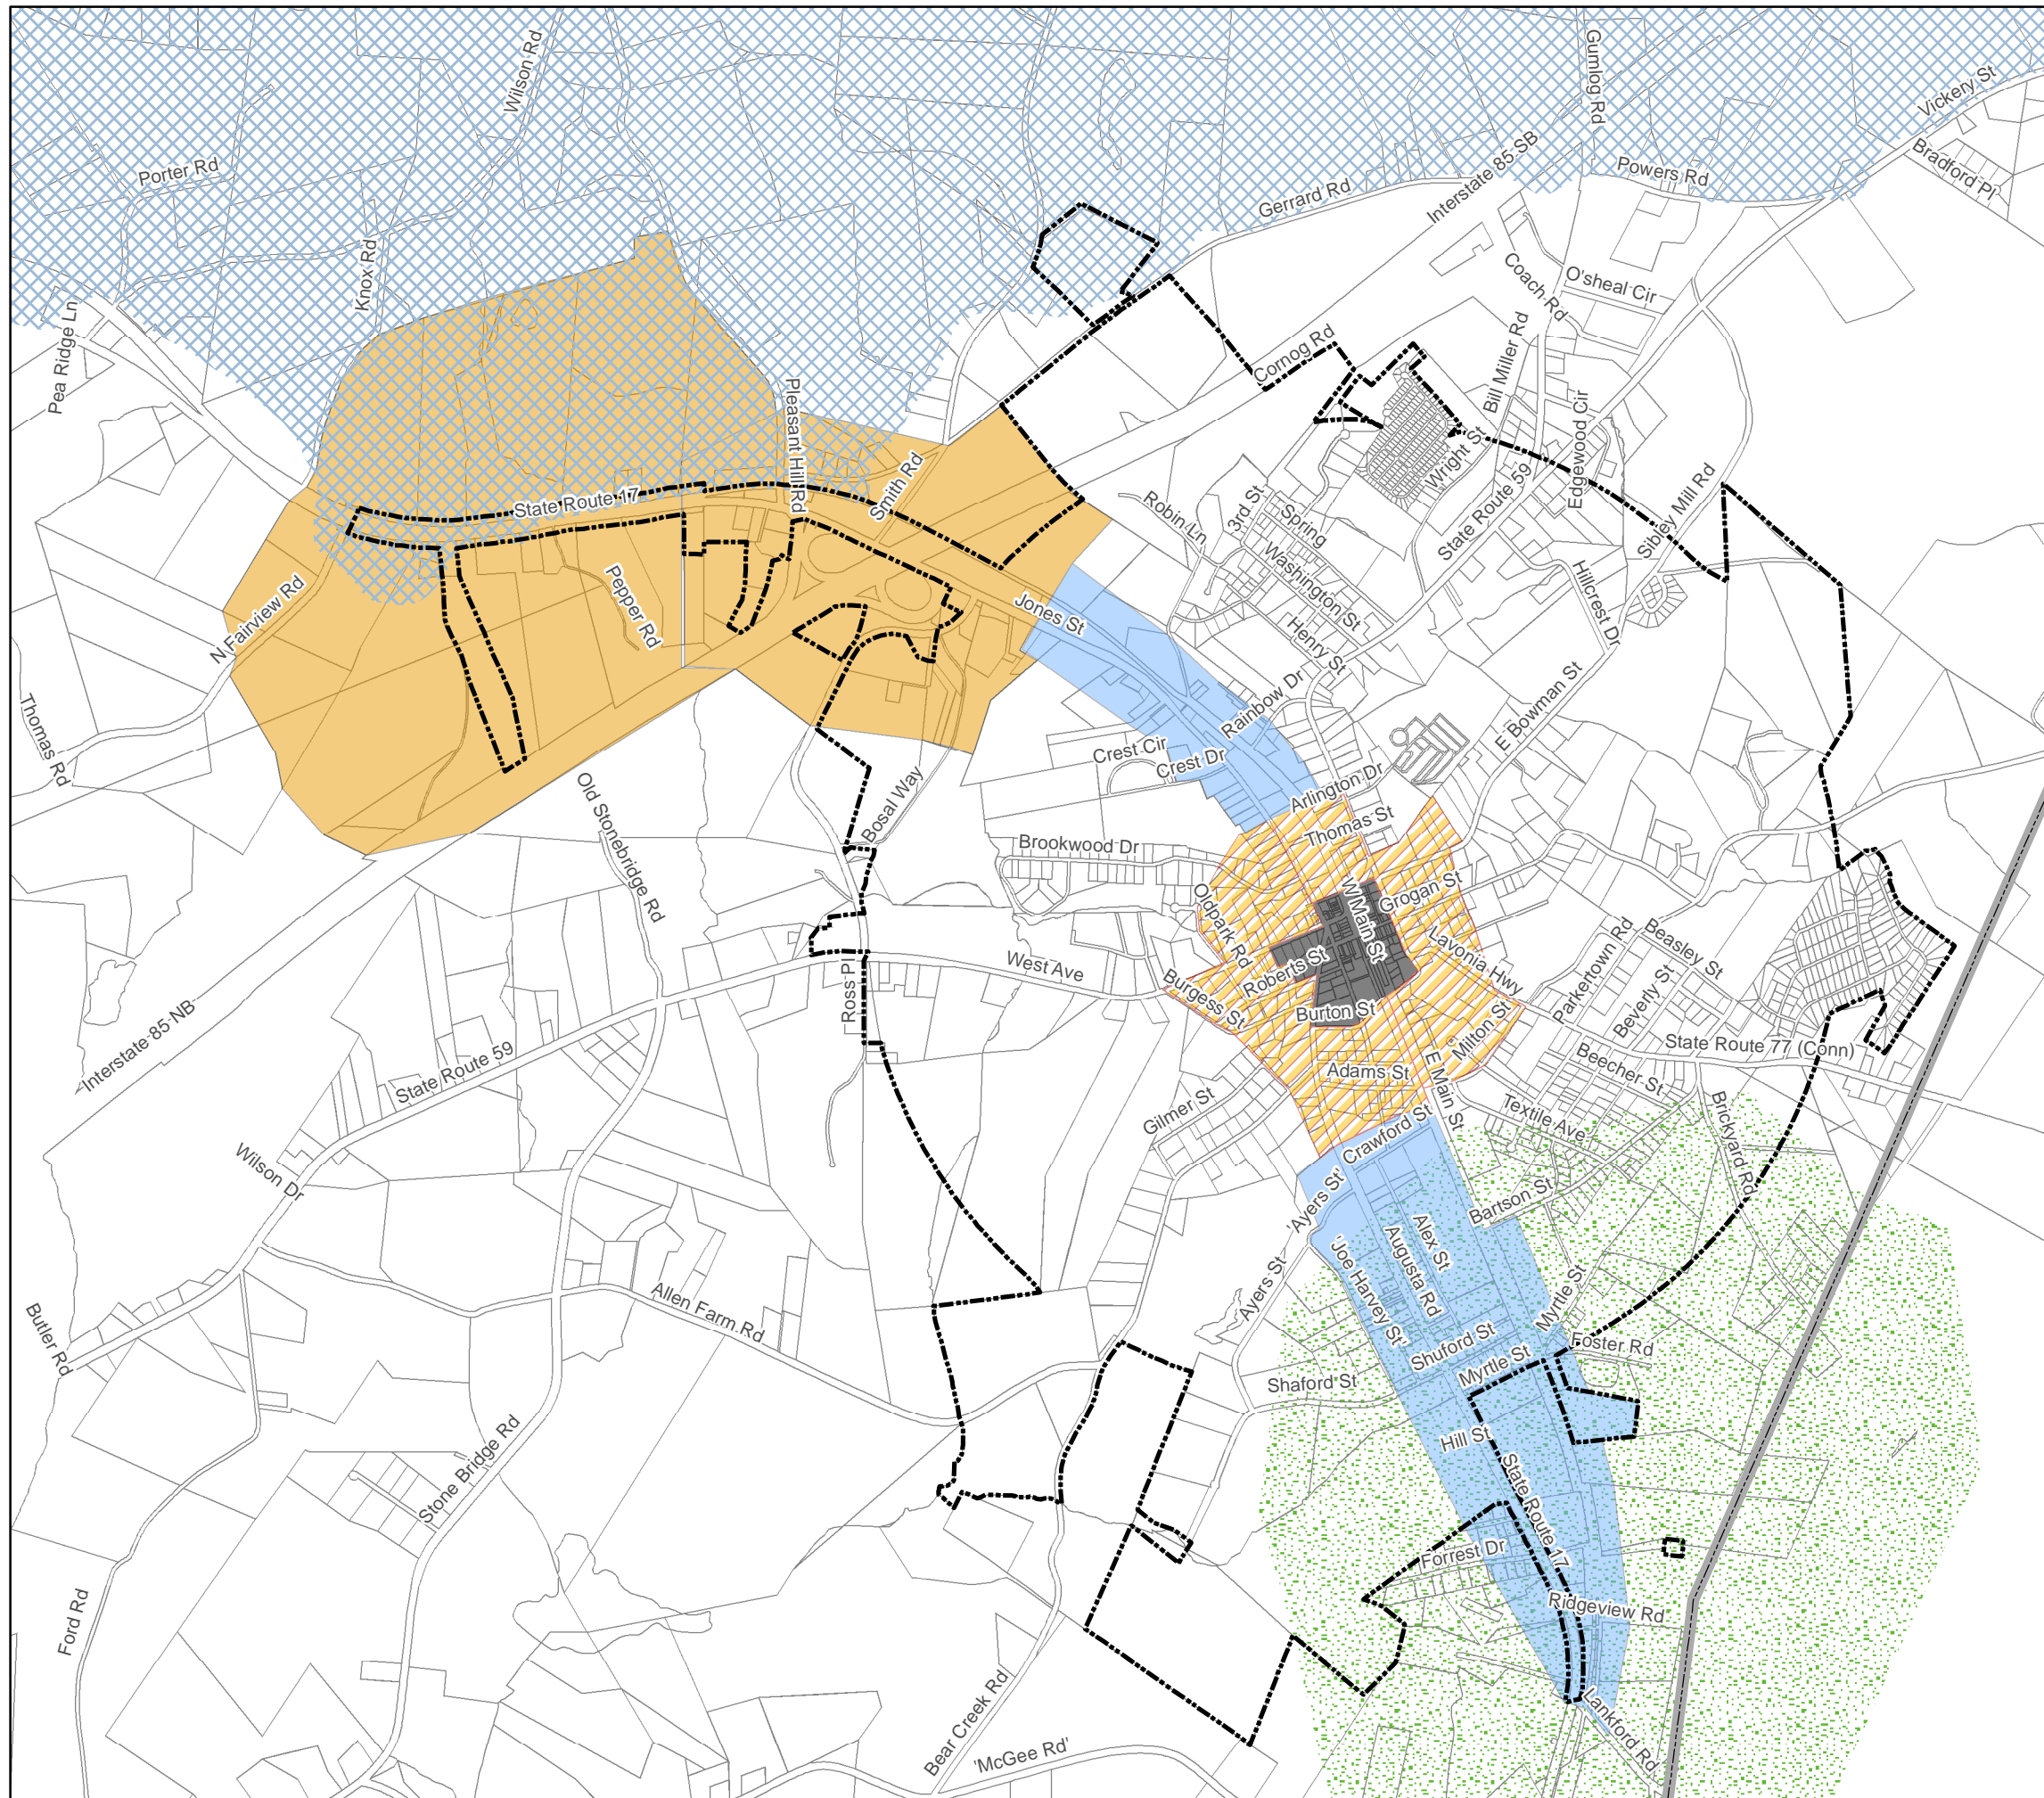 Wilson Rd
Gumlog Rd
Vickery St
Porter Rd
Bradford Pl
Powers Rd
Interstate 85 SB
Gerrard Rd
Knox Rd
Coach Rd
O'sheal Cir
Pea Ridge Ln
Cornog Rd
Bill Miller Rd
Pleasant Hill Rd
Edgewood Cir
Wright St
Smith Rd
State Route 17
State Route 59
Sibley Mill Rd
3rd St
Spring
Robin Ln
Washington St
Pepper Rd
N Fairview Rd
Jones St
Henry St
Hillcrest Dr
E Bowman St
Rainbow Dr
Thomas Rd
Crest Cir
Crest Dr
Arlington Dr
Old Stonebridge Rd
Bosal Way
Thomas St
Brookwood Dr
Oldpark Rd
W Main St
Grogan St
Lavonia Hwy
Parkertown Rd
Beasley St
West Ave
Roberts St
Burgess St
Burton St
Beverly St
Ross Pl
Interstate 85 NB
Milton St
State Route 77 (Conn)
State Route 59
Adams St
E Main St
Beecher St
Gilmer St
Textile Ave
Brickyard Rd
Crawford St
Wilson Dr
'Ayers St'
Bartson St
Alex St
Augusta Rd
'Joe Harvey St'
Ayers St
Myrtle St
Allen Farm Rd
Butler Rd
Shuford St
Foster Rd
Myrtle St
Shaford St
Hill St
Stone Bridge Rd
State Route 17
Forrest Dr
Ridgeview Rd
Ford Rd
Bear Creek Rd
Lankford Rd
'McGee Rd'